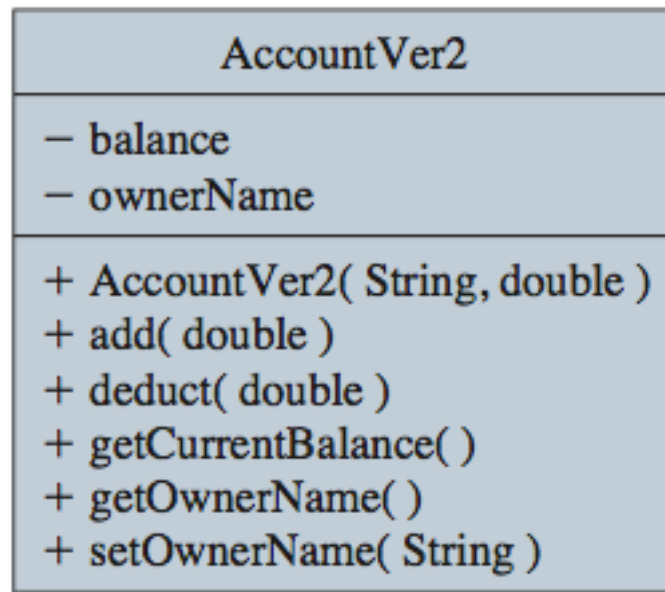 AccountVer2
− balance
− ownerName
+ AccountVer2( String, double )
+ add( double )
+ deduct( double )
+ getCurrentBalance( )
+ getOwnerName( )
+ setOwnerName( String )